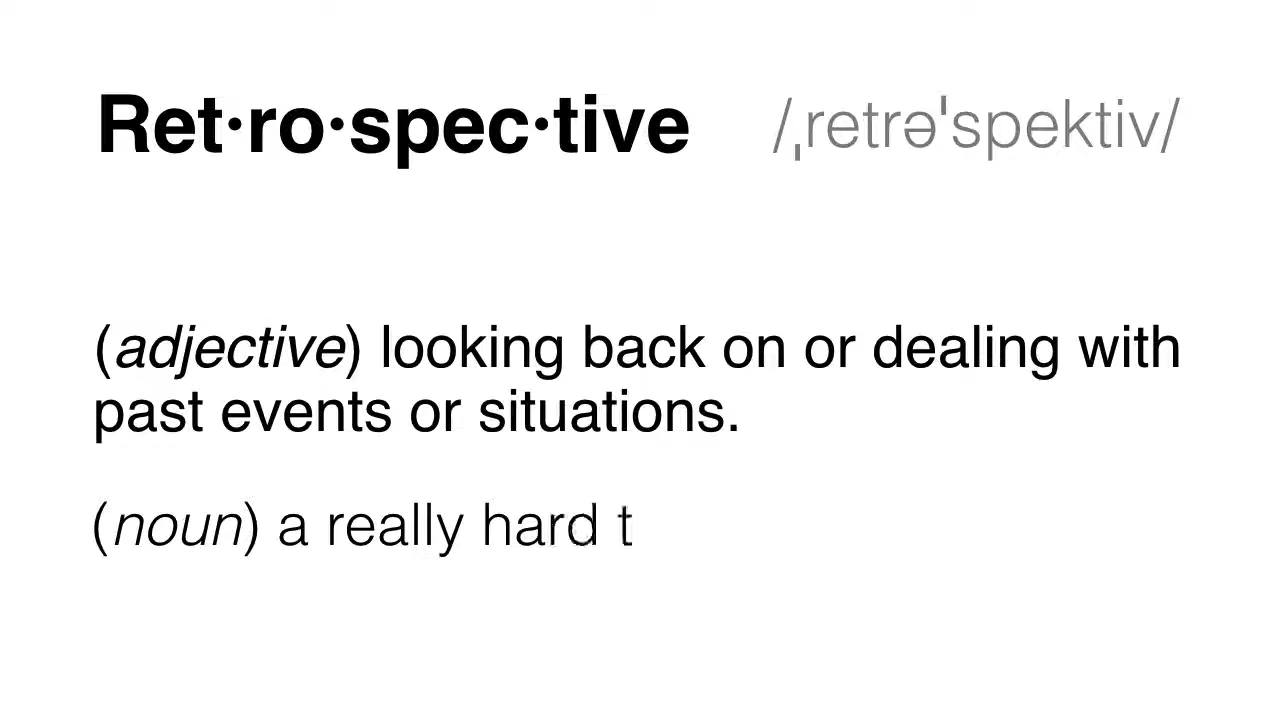 Ret·ro·spec·tive /ˌretrəˈspektiv/
(adjective) looking back on or dealing with
past events or situations.
(noun) a really hard t